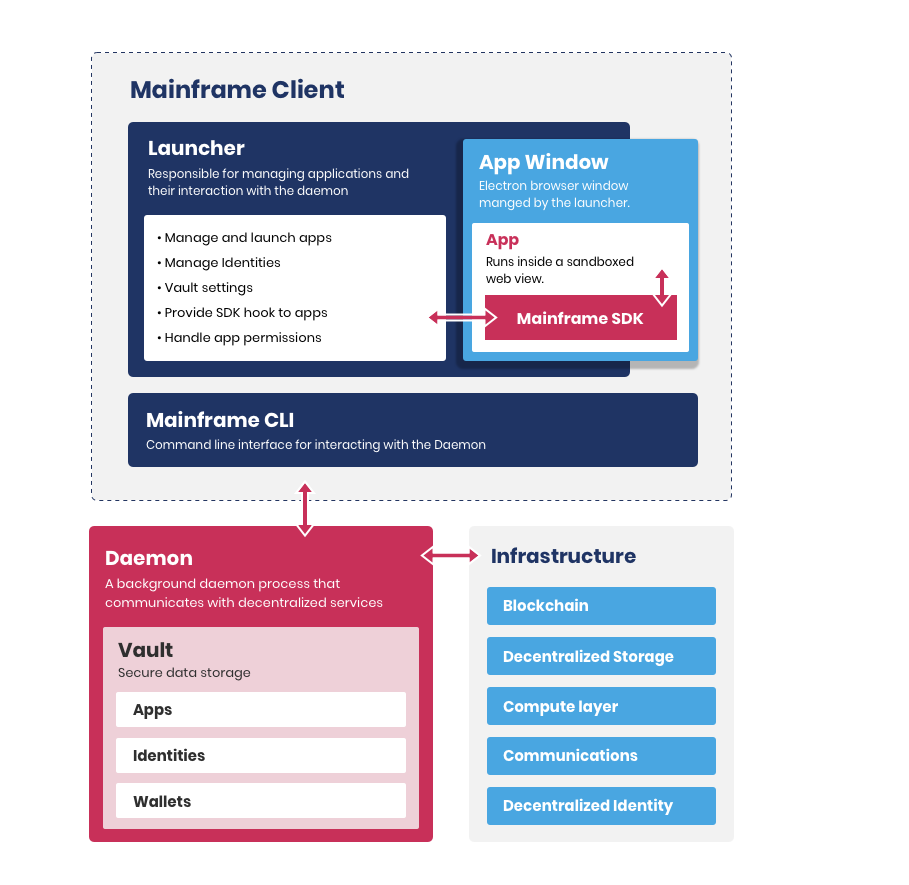 Mainframe Client
Launcher
Responsible for managing applications and
their interaction with the daemon
• Manage and launch apps
• Manage Identities
• Vault settings
• Provide SDK hook to apps
• Handle app permissions
App Window
Electron browser window
manged by the launcher.
App
Runs inside a sandboxed
web view.
Mainframe SDK
Mainframe CLI
Command line interface for interacting with the Daemon
Daemon
A background daemon process that
communicates with decentralized services
Vault
Secure data storage
Apps
Identities
Wallets
Infrastructure
Blockchain
Decentralized Storage
Compute layer
Communications
Decentralized Identity